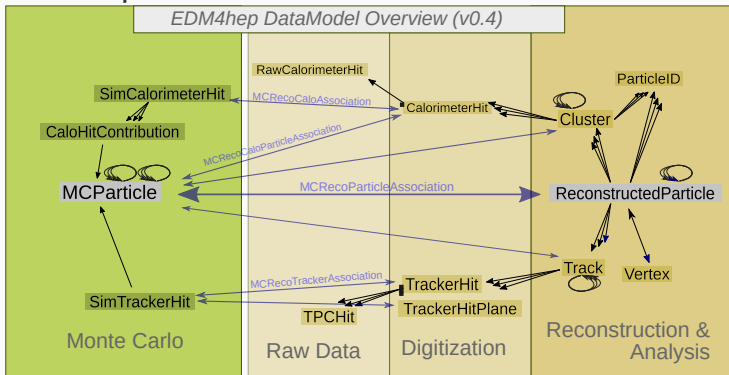 EDM4hep DataModel Overview (v0.4)
RawCalorimeterHit
ParticleID
SimCalorimeterHit
MCRecoCaloAssociation
CalorimeterHit
Cluster
CaloHitContribution
MCRecoCaloParticleAssociation
MCParticle
MCRecoParticleAssociation
ReconstructedParticle
MCRecoTrackerAssociation
Track
Vertex
SimTrackerHit
TrackerHit
TPCHit
TrackerHitPlane
Monte Carlo
Raw Data
Digitization
Reconstruction &
Analysis